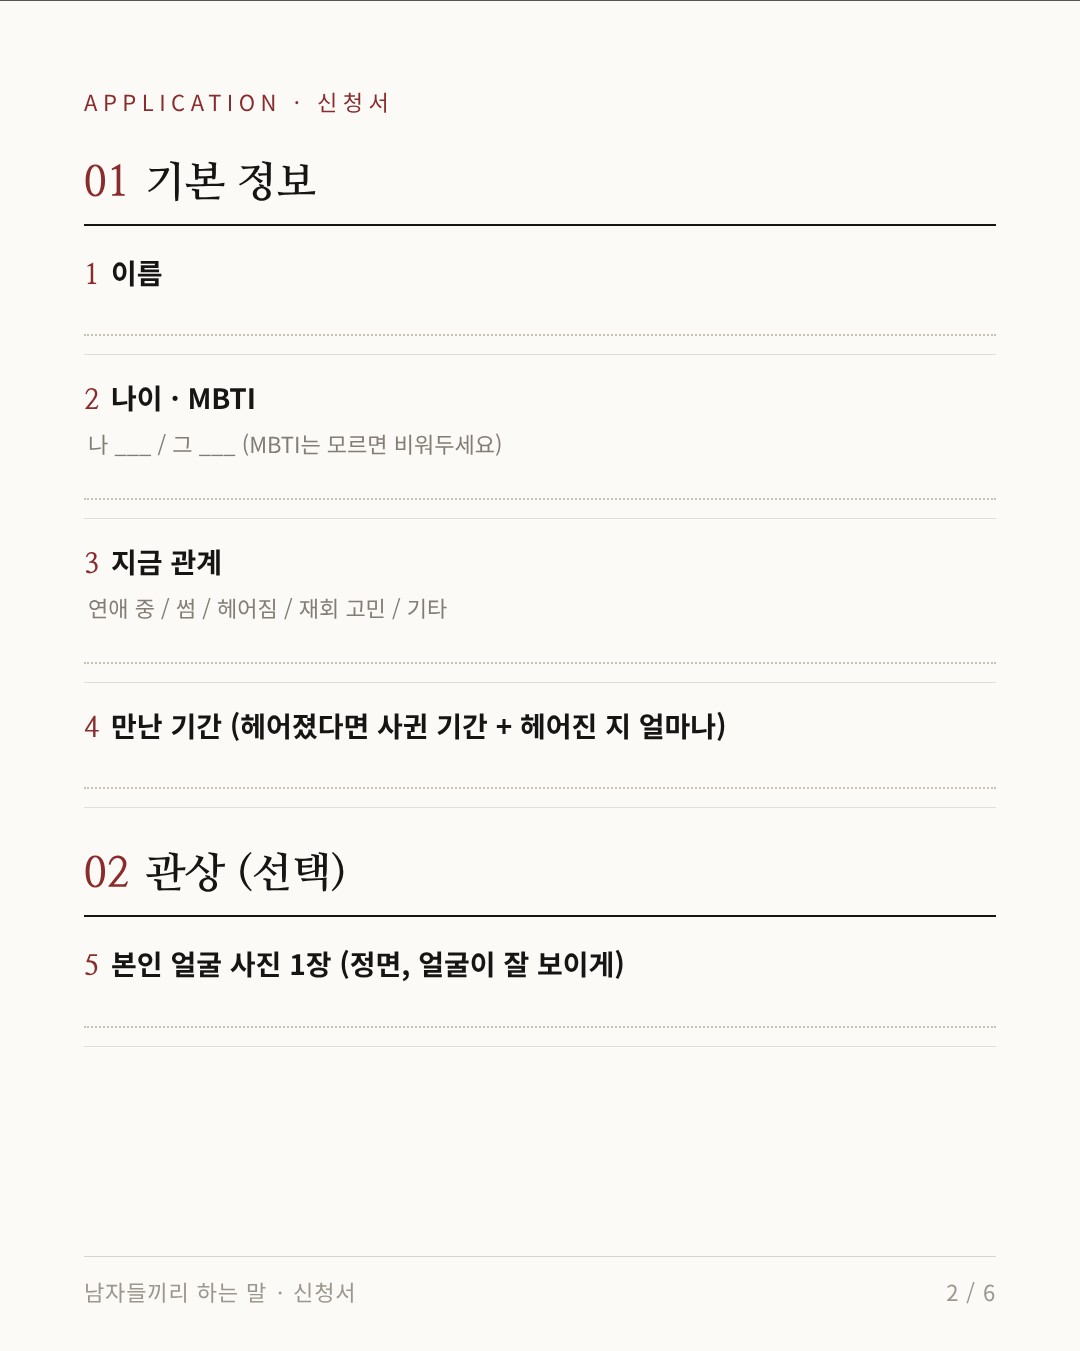 APPLICATION · 신청서
01 기본 정보
1 이름
2 나이 · MBTI
나 ___ / 그 ___ (MBTI는 모르면 비워두세요)
3 지금 관계
연애 중 / 썸 / 헤어짐 / 재회 고민 / 기타
4 만난 기간 (헤어졌다면 사귄 기간 + 헤어진 지 얼마나)
02 관상 (선택)
5 본인 얼굴 사진 1장 (정면, 얼굴이 잘 보이게)
남자들끼리 하는 말 · 신청서
2 / 6